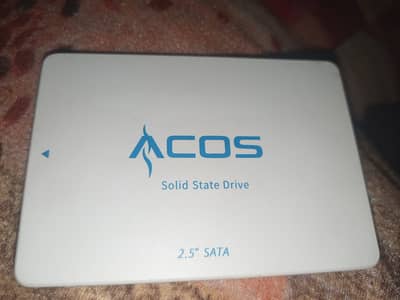 ACOS
Solid State Drive
2.5" SATA